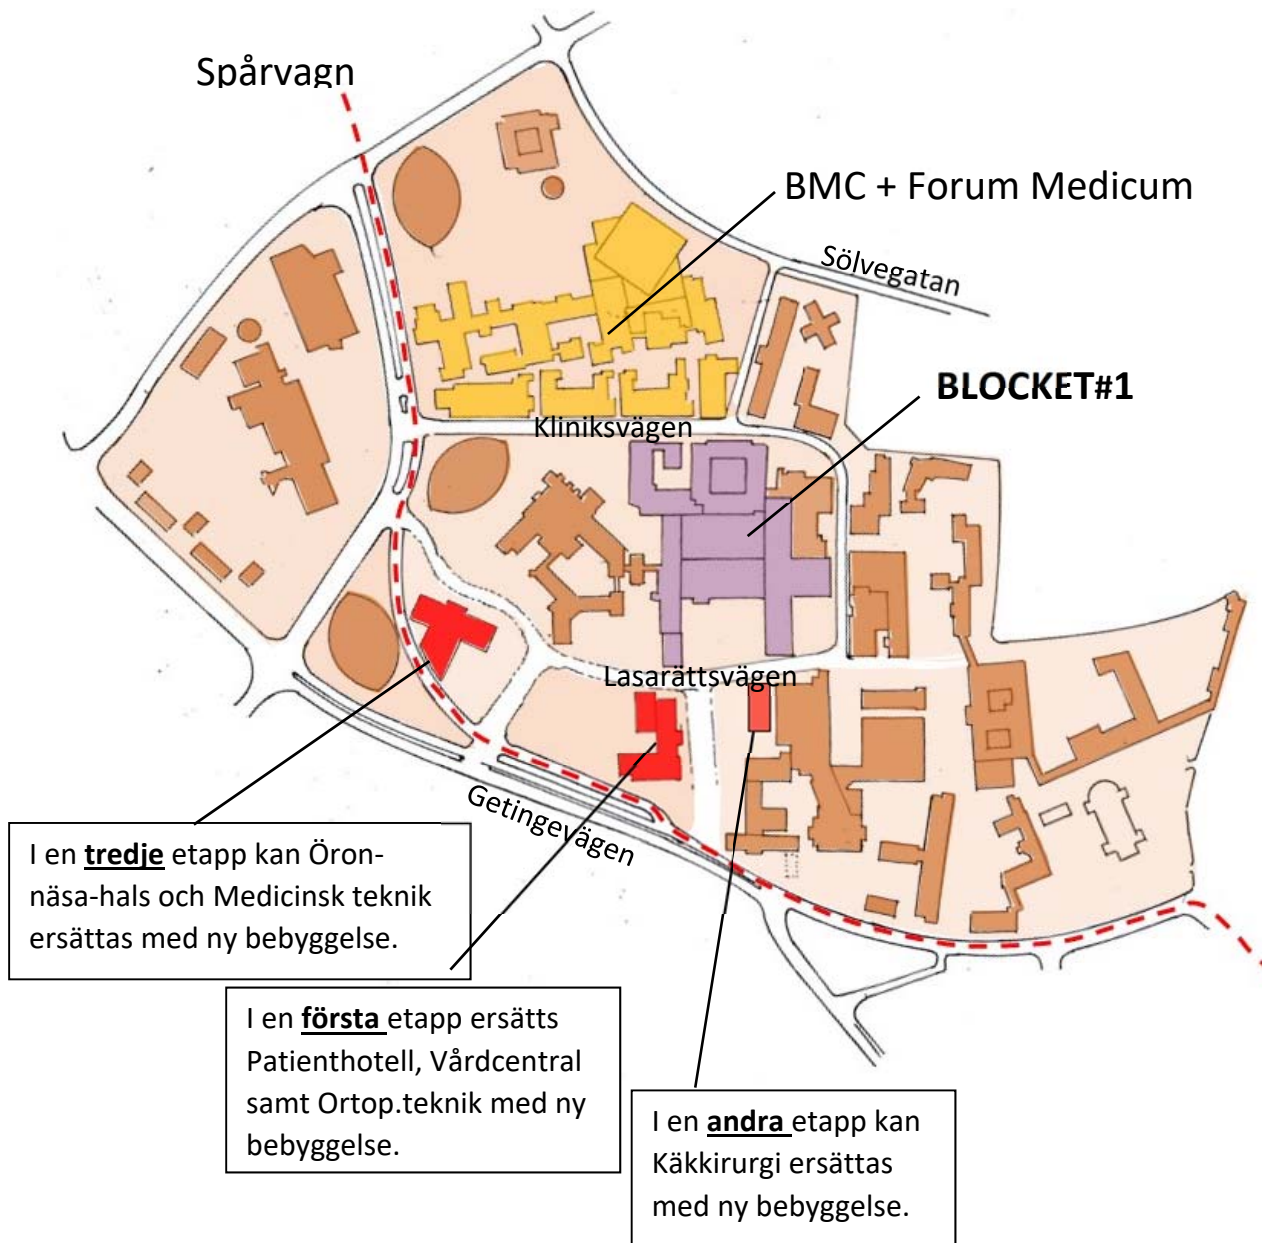 Spårvagn
BMC + Forum Medicum
Sölvegatan
BLOCKET#1
Kliniksvägen
Lasarättsvägen
Getingevägen
I en tredje etapp kan Öron-
näsa-hals och Medicinsk teknik
ersättas med ny bebyggelse.
I en första etapp ersätts
Patienthotell, Vårdcentral
samt Ortop.teknik med ny
bebyggelse.
I en andra etapp kan
Käkkirurgi ersättas
med ny bebyggelse.